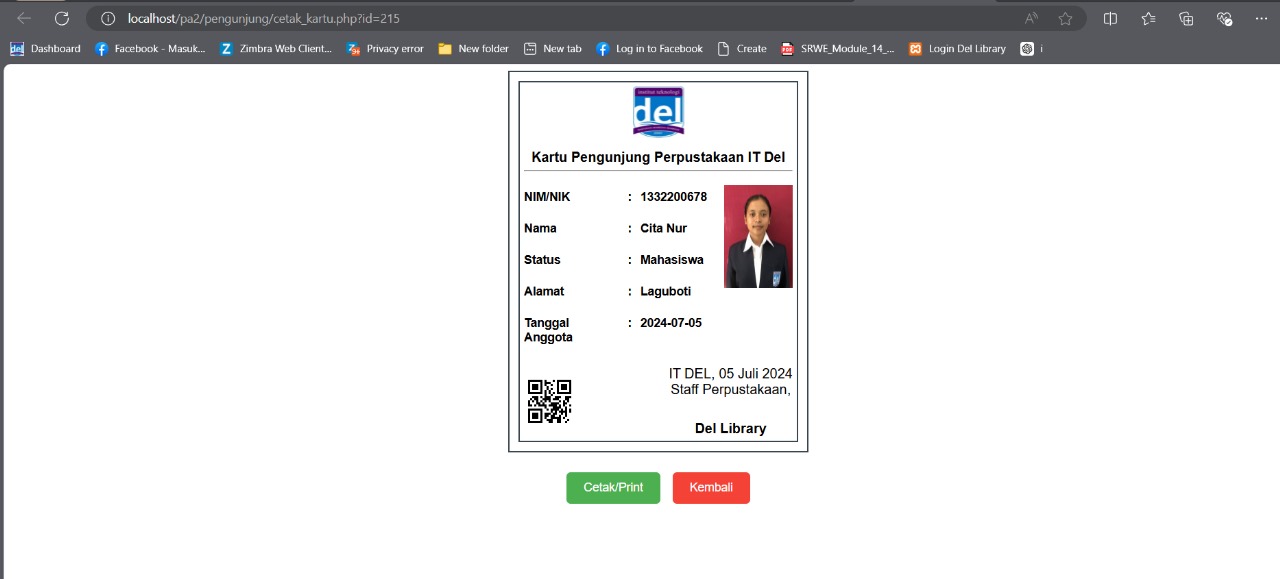 localhost/pa2/pengunjung/cetak_kartu.php?id=215
Dashboard Facebook - Masuk... Zimbra Web Client... Privacy error New folder New tab Log in to Facebook Create SRWE_Module_14_... Login Del Library i
institut teknologi
del
Kartu Pengunjung Perpustakaan IT Del
NIM/NIK : 1332200678
Nama : Cita Nur
Status : Mahasiswa
Alamat : Laguboti
Tanggal : 2024-07-05
Anggota
IT DEL, 05 Juli 2024
Staff Perpustakaan,
Del Library
Cetak/Print Kembali